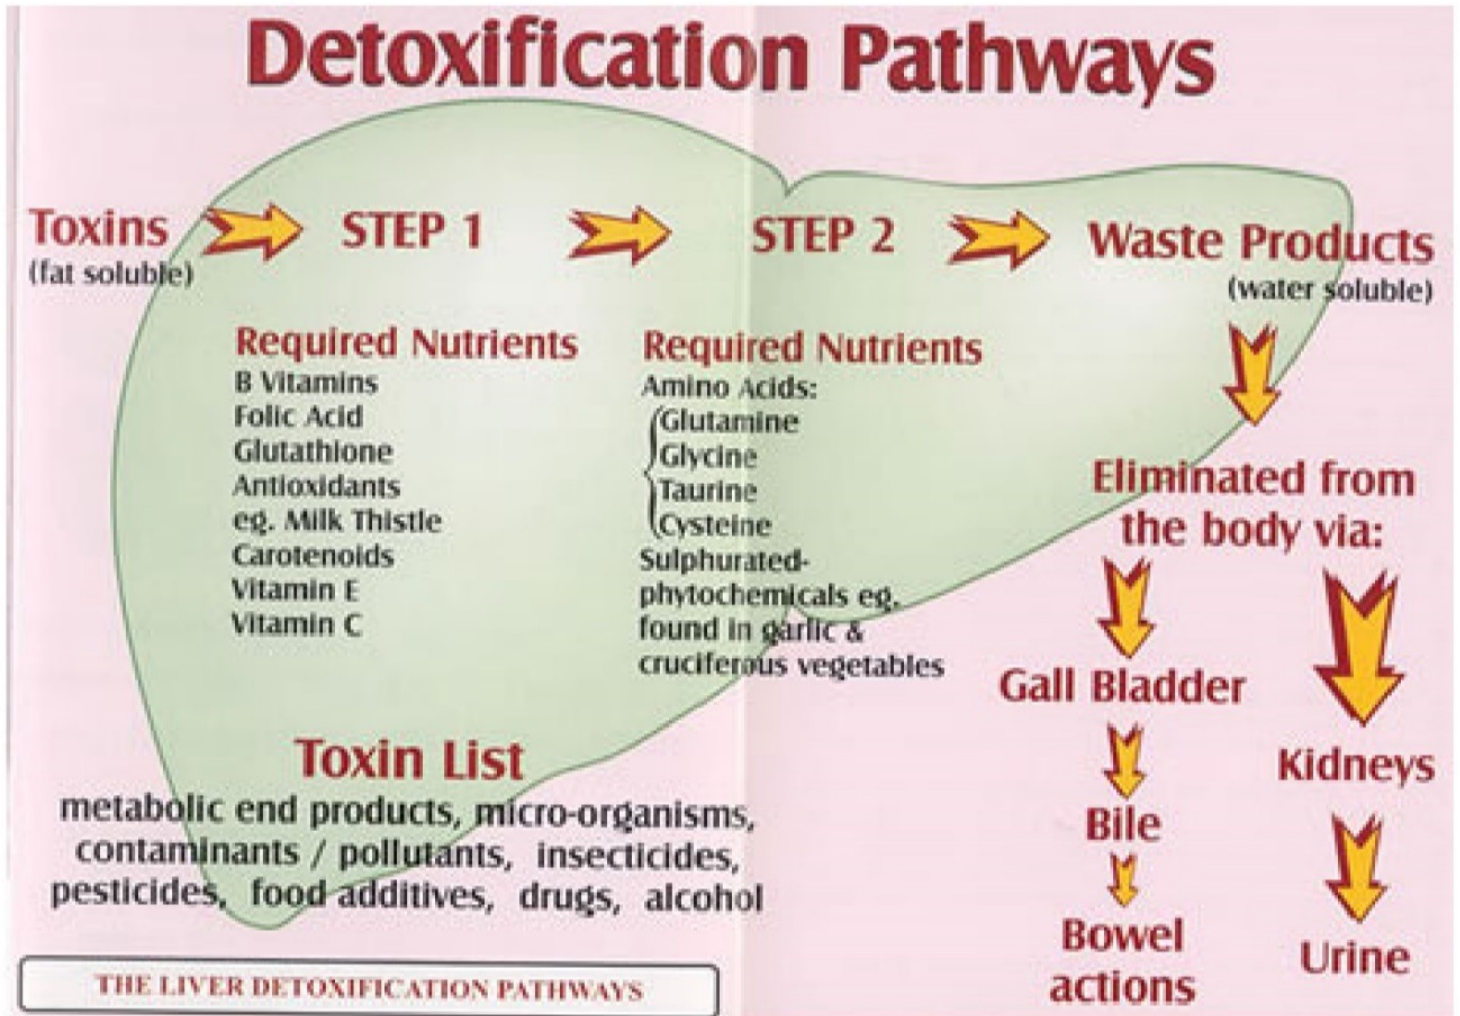 Detoxification Pathways
Toxins
(fat soluble)
STEP 1
STEP 2
Waste Products
(water soluble)
Required Nutrients
B Vitamins
Folic Acid
Glutathione
Antioxidants
eg. Milk Thistle
Carotenoids
Vitamin E
Vitamin C
Required Nutrients
Amino Acids:
Glutamine
Glycine
Taurine
Cysteine
Sulphurated-
phytochemicals eg.
found in garlic &
cruciferous vegetables
Eliminated from
the body via:
Gall Bladder
Bile
Bowel
actions
Kidneys
Urine
Toxin List
metabolic end products, micro-organisms,
contaminants / pollutants, insecticides,
pesticides, food additives, drugs, alcohol
THE LIVER DETOXIFICATION PATHWAYS